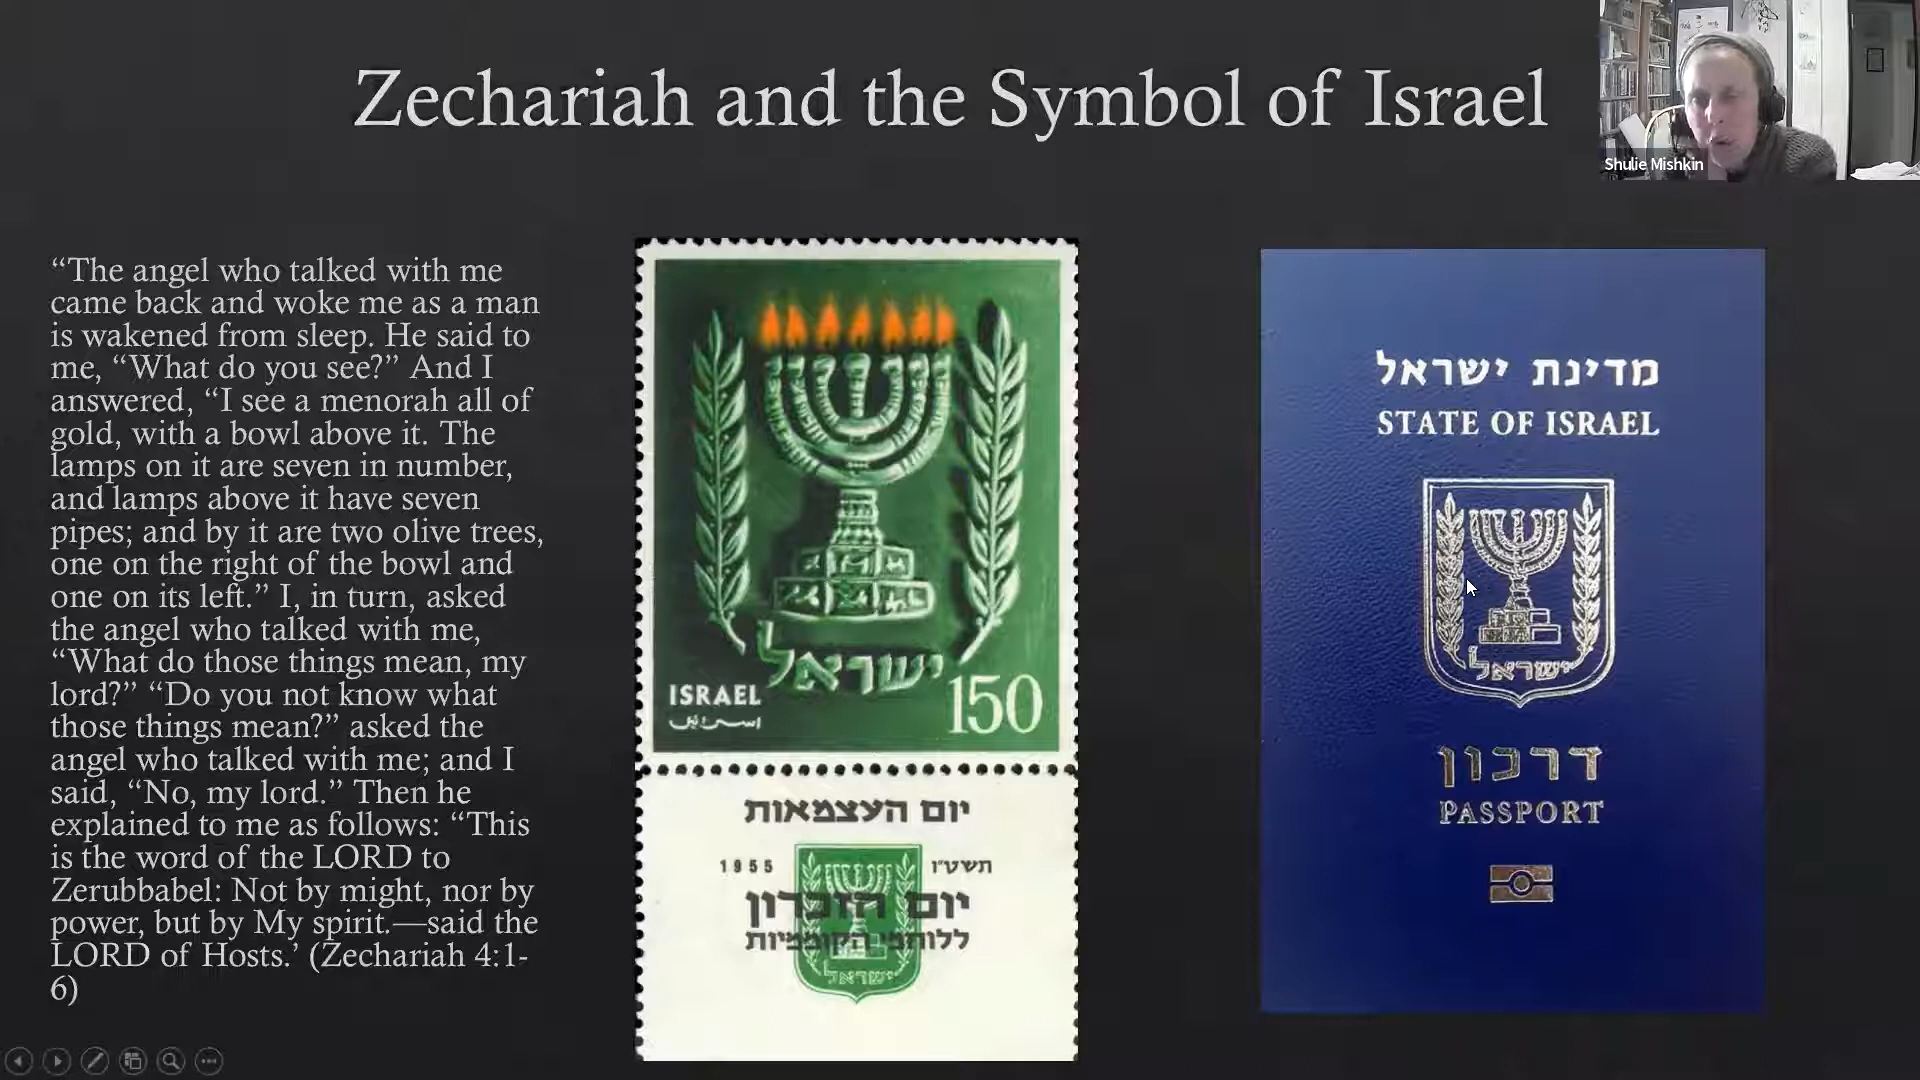 Zechariah and the Symbol of Israel
Shulie Mishkin
“The angel who talked with me
came back and woke me as a man
is wakened from sleep. He said to
me, “What do you see?” And I
answered, “I see a menorah all of
gold, with a bowl above it. The
lamps on it are seven in number,
and lamps above it have seven
pipes; and by it are two olive trees,
one on the right of the bowl and
one on its left.” I, in turn, asked
the angel who talked with me,
“What do those things mean, my
lord?” “Do you not know what
those things mean?” asked the
angel who talked with me; and I
said, “No, my lord.” Then he
explained to me as follows: “This
is the word of the LORD to
Zerubbabel: Not by might, nor by
power, but by My spirit.—said the
LORD of Hosts.’ (Zechariah 4:1-
6)
ישראל
ISRAEL
اسرائيل
150
יום העצמאות
1955 תשט"ו
יום הזכרון
ללוחמי הקוממיות
ישראל
מדינת ישראל
STATE OF ISRAEL
ישראל
דרכון
PASSPORT